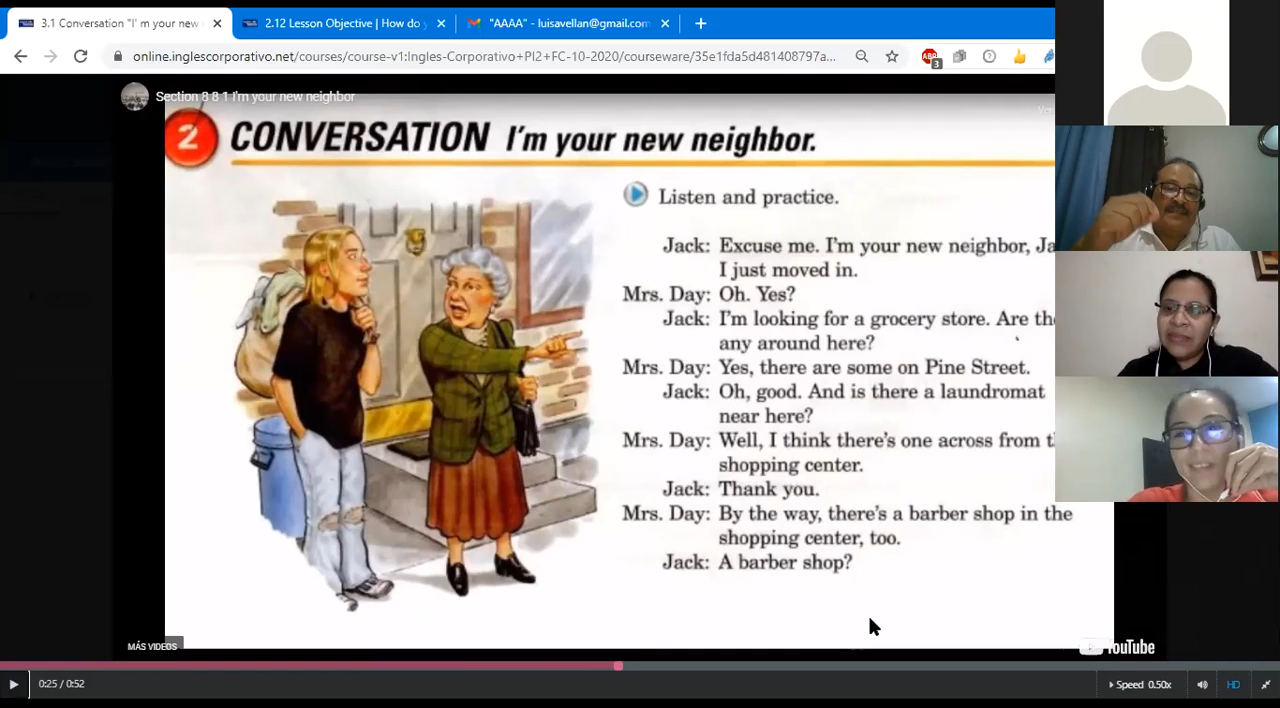 3.1 Conversation "I' m your new
2.12 Lesson Objective | How do
"AAAA" - luisavellan@gmail.com
online.inglescorporativo.net/courses/course-v1:Ingles-Corporativo+PI2+FC-10-2020/courseware/35e1fda5d481408797a...
ABP
3
Section 8 8 1 I'm your new neighbor
2 CONVERSATION I'm your new neighbor.
Listen and practice.
Jack: Excuse me. I'm your new neighbor,
I just moved in.
Mrs. Day: Oh. Yes?
Jack: I'm looking for a grocery store. Are
any around here?
Mrs. Day: Yes, there are some on Pine Street.
Jack: Oh, good. And is there a laundromat
near here?
Mrs. Day: Well, I think there's one across from
shopping center.
Jack: Thank you.
Mrs. Day: By the way, there's a barber shop in the
shopping center, too.
Jack: A barber shop?
MÁS VIDEOS
YouTube
0:25 / 0:52
Speed 0.50x
HD